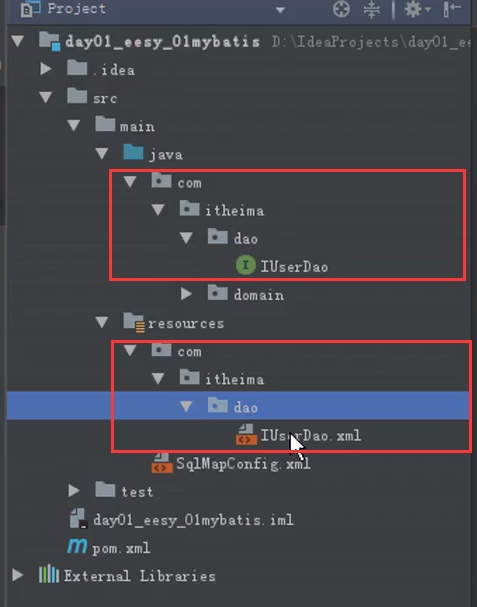 Project
day01_eesy_01mybatis D:\IdeaProjects\day01_ee
.idea
src
main
java
com
itheima
dao
IUserDao
domain
resources
com
itheima
dao
IUserDao.xml
SqlMapConfig.xml
test
day01_eesy_01mybatis.iml
pom.xml
External Libraries